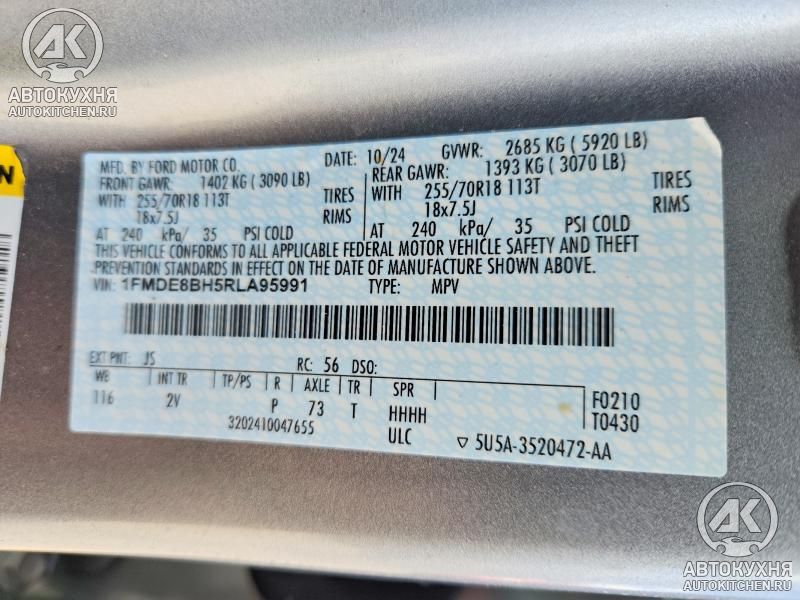 АК
АВТОКУХНЯ
AUTOKITCHEN.RU
N
MFD. BY FORD MOTOR CO.
DATE: 10/24 GVWR: 2685 KG ( 5920 LB)
FRONT GAWR: 1402 KG ( 3090 LB)
REAR GAWR: 1393 KG ( 3070 LB)
WITH 255/70R18 113T TIRES
WITH 255/70R18 113T TIRES
18x7.5J RIMS
18x7.5J RIMS
AT 240 kPa/ 35 PSI COLD
AT 240 kPa/ 35 PSI COLD
THIS VEHICLE CONFORMS TO ALL APPLICABLE FEDERAL MOTOR VEHICLE SAFETY AND THEFT
PREVENTION STANDARDS IN EFFECT ON THE DATE OF MANUFACTURE SHOWN ABOVE.
VIN: 1FMDE8BH5RLA95991 TYPE: MPV
EXT PNT: JS RC: 56 DSO:
WB INT TR TP/PS R AXLE TR SPR
116 2V P 73 T HHHH
F0210
T0430
3202410047655 ULC ▽ 5U5A-3520472-AA
АК
АВТОКУХНЯ
AUTOKITCHEN.RU